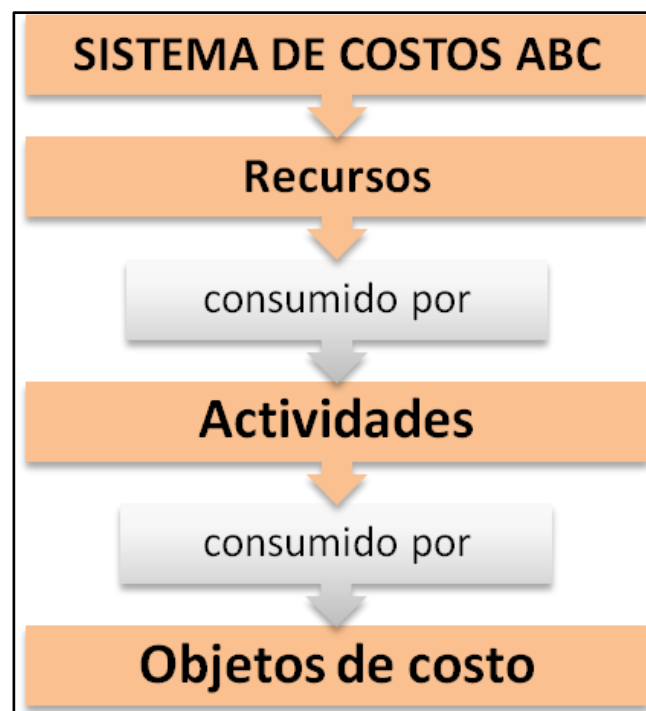 SISTEMA DE COSTOS ABC
Recursos
consumido por
Actividades
consumido por
Objetos de costo